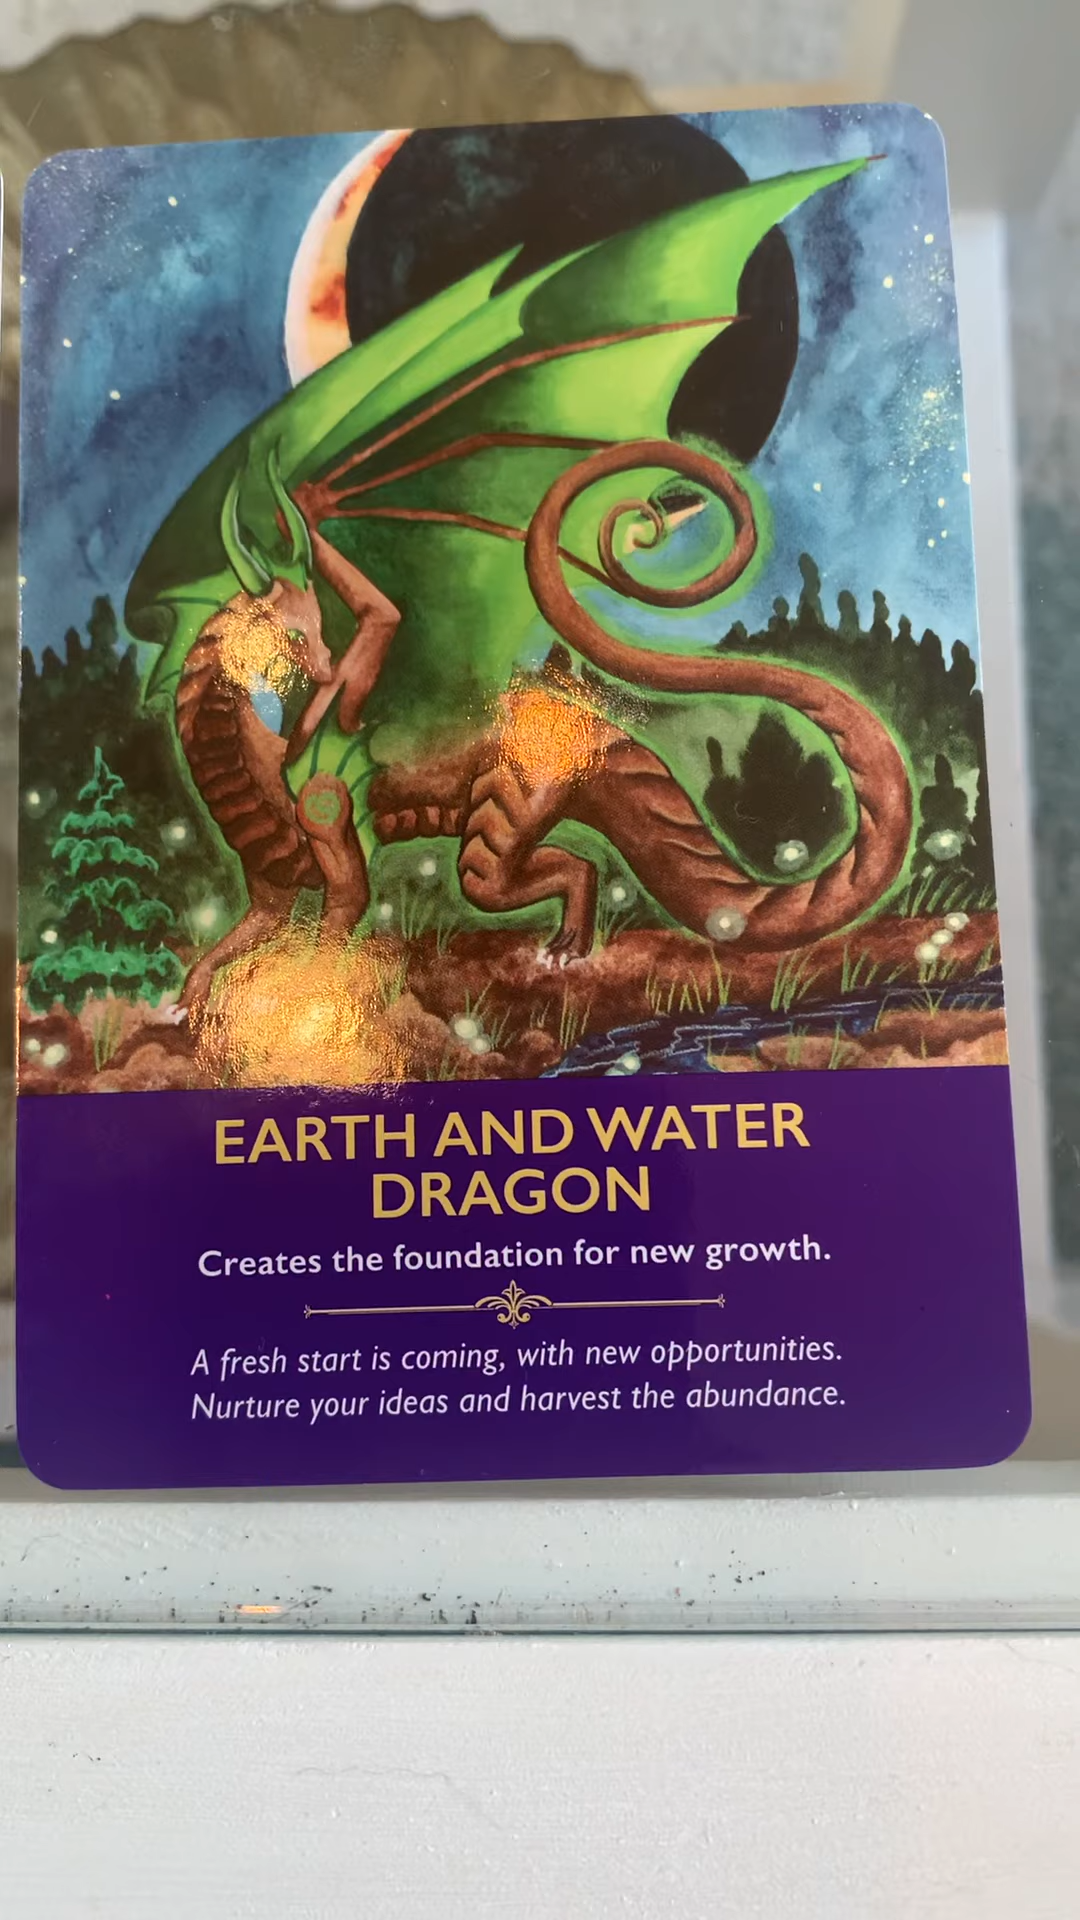 EARTH AND WATER
DRAGON
Creates the foundation for new growth.
A fresh start is coming, with new opportunities.
Nurture your ideas and harvest the abundance.